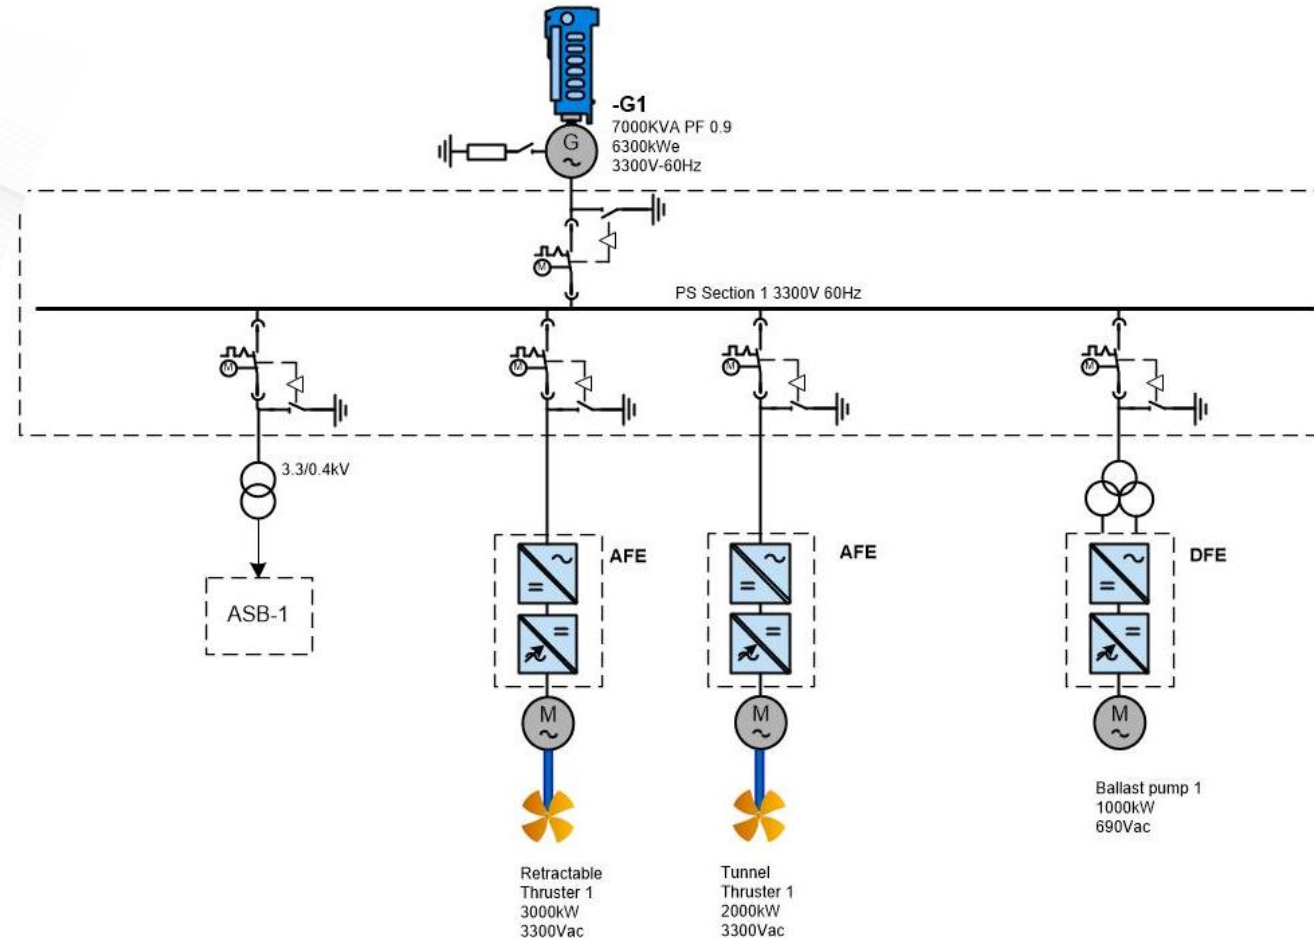 -G1
7000KVA PF 0.9
6300kWe
3300V-60Hz
G
M
PS Section 1 3300V 60Hz
M
M
M
M
3.3/0.4kV
AFE
AFE
DFE
ASB-1
M
M
M
Ballast pump 1
1000kW
690Vac
Retractable
Thruster 1
3000kW
3300Vac
Tunnel
Thruster 1
2000kW
3300Vac